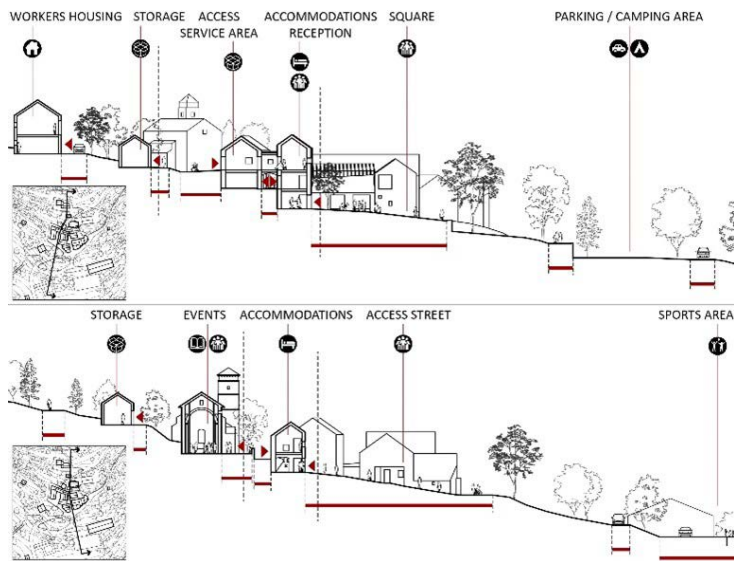 WORKERS HOUSING
STORAGE
ACCESS
SERVICE AREA
ACCOMMODATIONS
RECEPTION
SQUARE
PARKING / CAMPING AREA
STORAGE
EVENTS
ACCOMMODATIONS
ACCESS STREET
SPORTS AREA